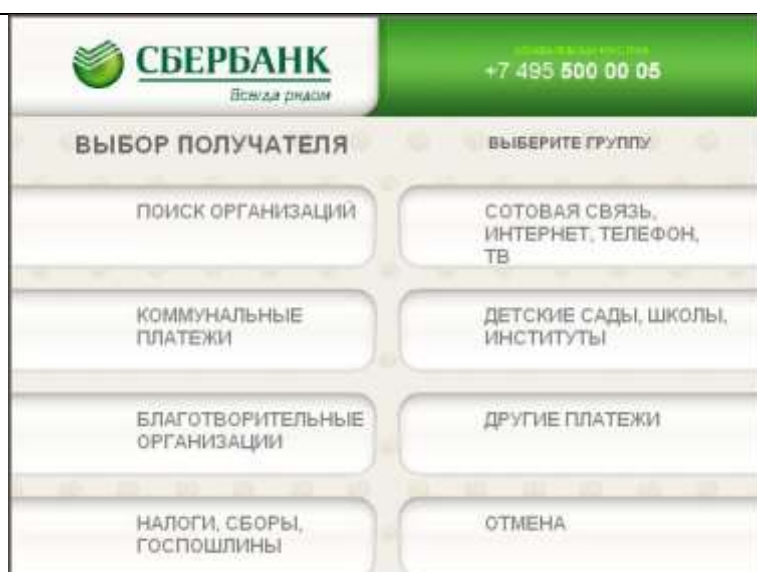 СБЕРБАНК
Всегда рядом
+7 495 500 00 05
ВЫБОР ПОЛУЧАТЕЛЯ
ВЫБЕРИТЕ ГРУППУ
ПОИСК ОРГАНИЗАЦИЙ
СОТОВАЯ СВЯЗЬ,
ИНТЕРНЕТ, ТЕЛЕФОН,
ТВ
КОММУНАЛЬНЫЕ
ПЛАТЕЖИ
ДЕТСКИЕ САДЫ, ШКОЛЫ,
ИНСТИТУТЫ
БЛАГОТВОРИТЕЛЬНЫЕ
ОРГАНИЗАЦИИ
ДРУГИЕ ПЛАТЕЖИ
НАЛОГИ, СБОРЫ,
ГОСПОШЛИНЫ
ОТМЕНА